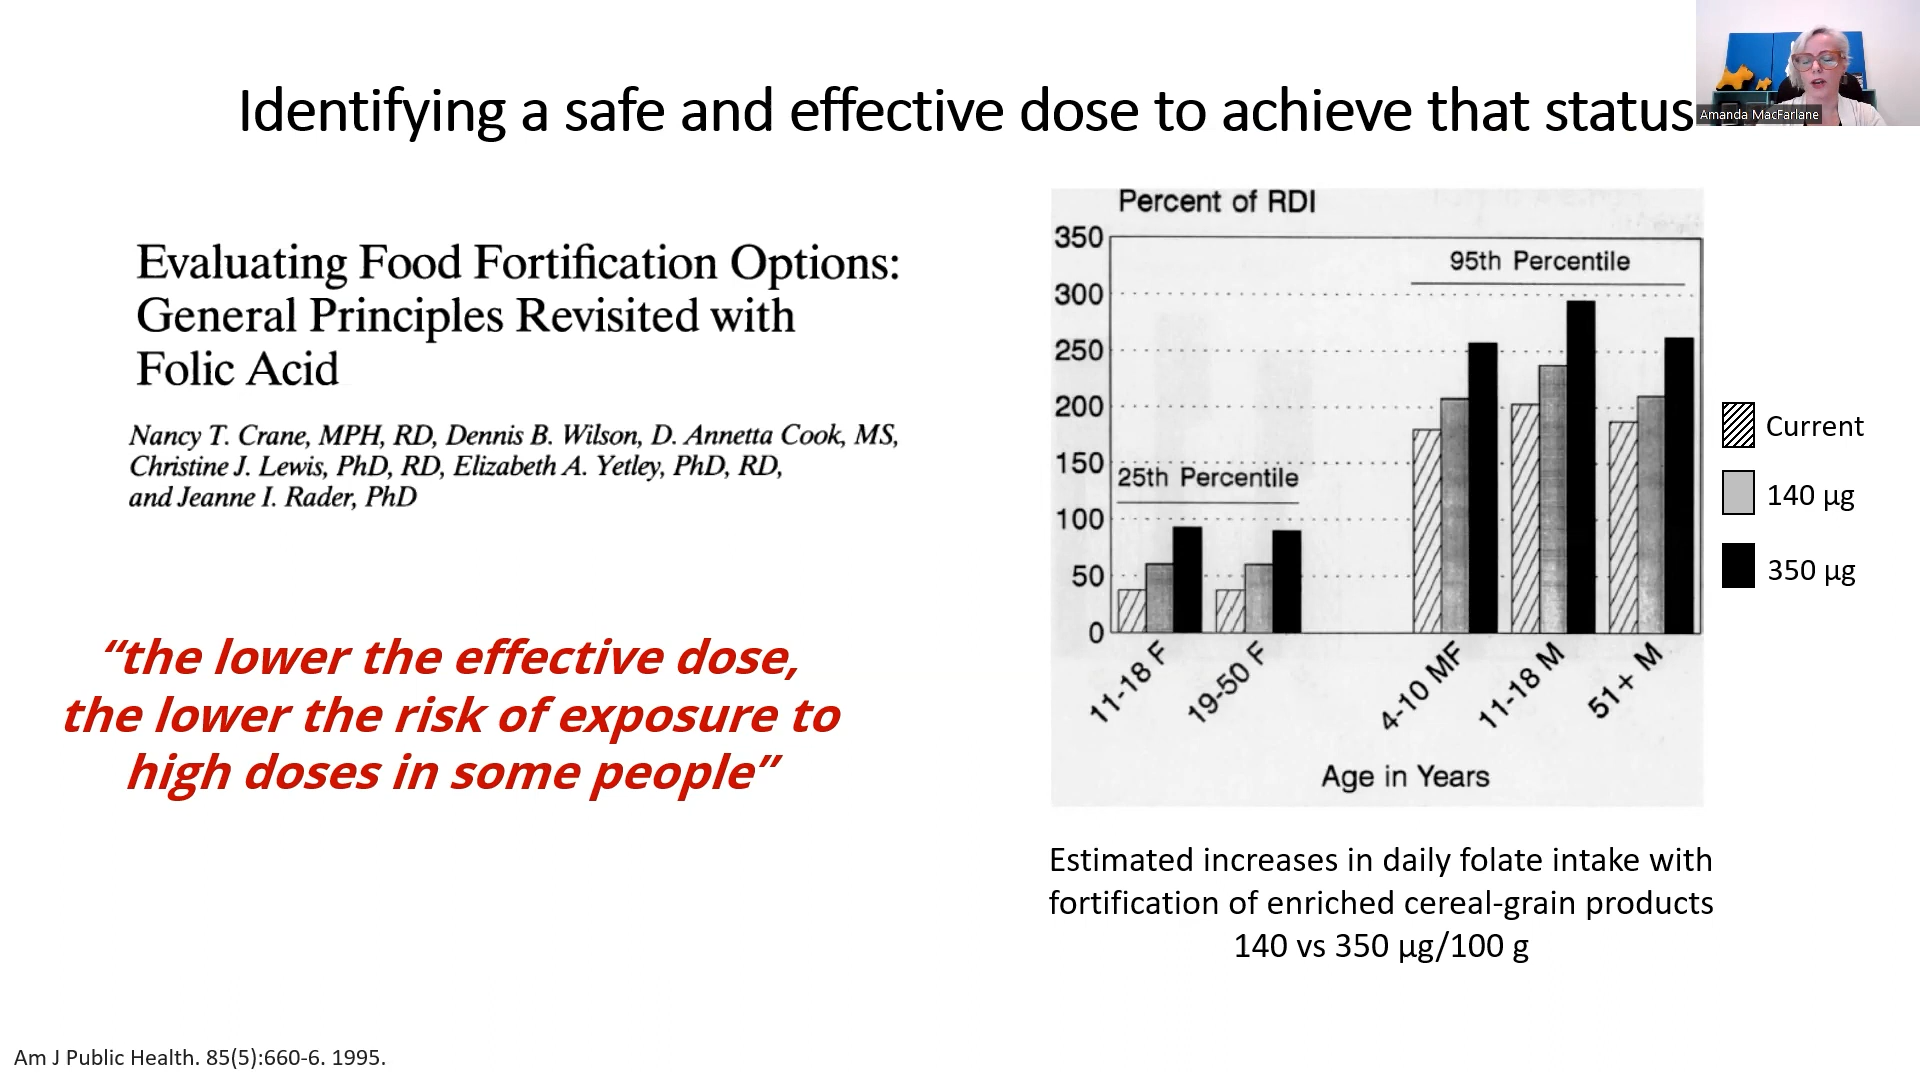 Identifying a safe and effective dose to achieve that status
Amanda MacFarlane
Evaluating Food Fortification Options:
General Principles Revisited with
Folic Acid
Nancy T. Crane, MPH, RD, Dennis B. Wilson, D. Annetta Cook, MS,
Christine J. Lewis, PhD, RD, Elizabeth A. Yetley, PhD, RD,
and Jeanne I. Rader, PhD
“the lower the effective dose,
the lower the risk of exposure to
high doses in some people”
Percent of RDI
350
300
250
200
150
100
50
0
95th Percentile
25th Percentile
11-18 F
19-50 F
4-10 MF
11-18 M
51+ M
Age in Years
Current
140 µg
350 µg
Estimated increases in daily folate intake with
fortification of enriched cereal-grain products
140 vs 350 µg/100 g
Am J Public Health. 85(5):660-6. 1995.